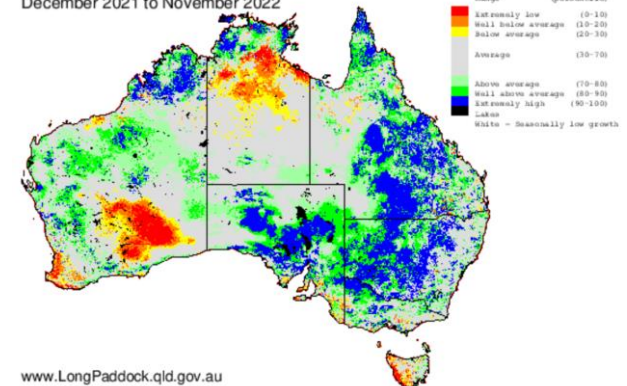 December 2021 to November 2022
Extremely low (0-10)
Well below average (10-20)
Below average (20-30)
Average (30-70)
Above average (70-80)
Well above average (80-90)
Extremely high (90-100)
Lakes
White - Seasonally low growth
www.LongPaddock.qld.gov.au